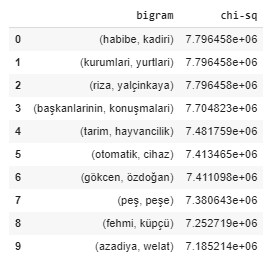 bigram chi-sq
0 (habibe, kadiri) 7.796458e+06
1 (kurumlari, yurtlari) 7.796458e+06
2 (riza, yalçinkaya) 7.796458e+06
3 (başkanlarinin, konuşmalari) 7.704823e+06
4 (tarim, hayvancilik) 7.481759e+06
5 (otomatik, cihaz) 7.413465e+06
6 (gökcen, özdoğan) 7.411098e+06
7 (peş, peşe) 7.380643e+06
8 (fehmi, küpçü) 7.252719e+06
9 (azadiya, welat) 7.185214e+06